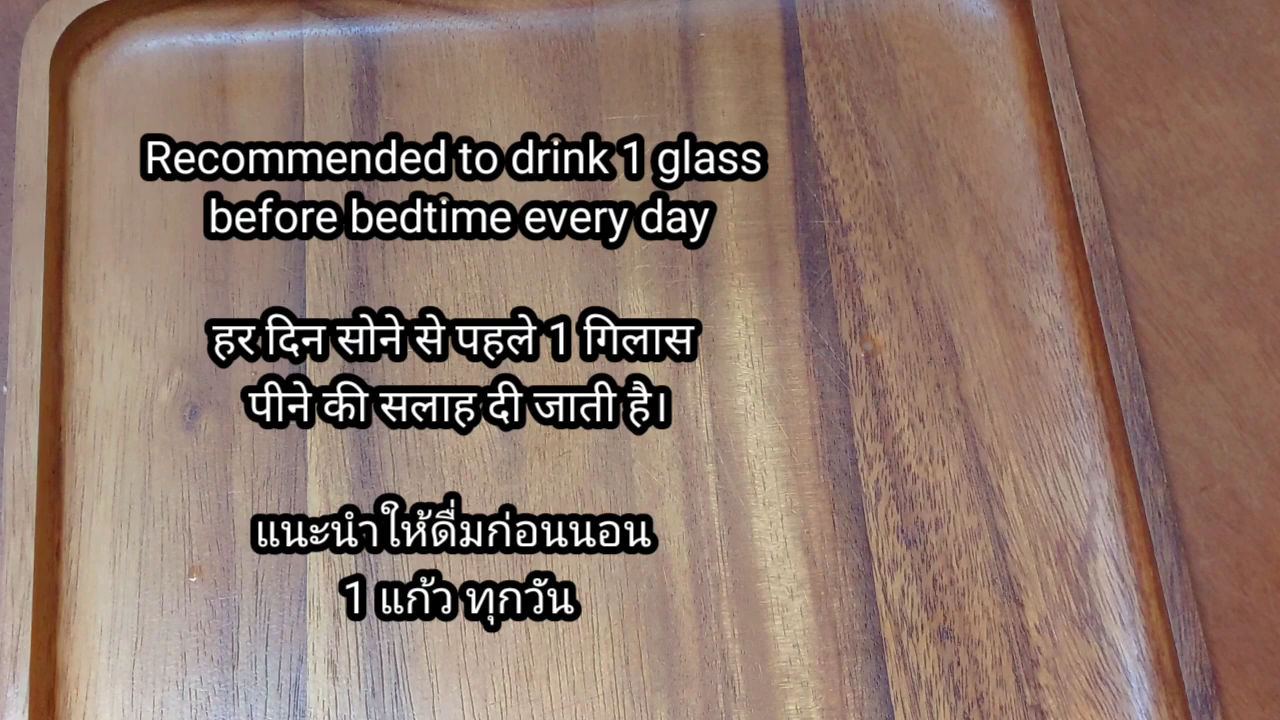 Recommended to drink 1 glass
before bedtime every day
हर दिन सोने से पहले 1 गिलास
पीने की सलाह दी जाती है।
แนะนำให้ดื่มก่อนนอน
1 แก้ว ทุกวัน